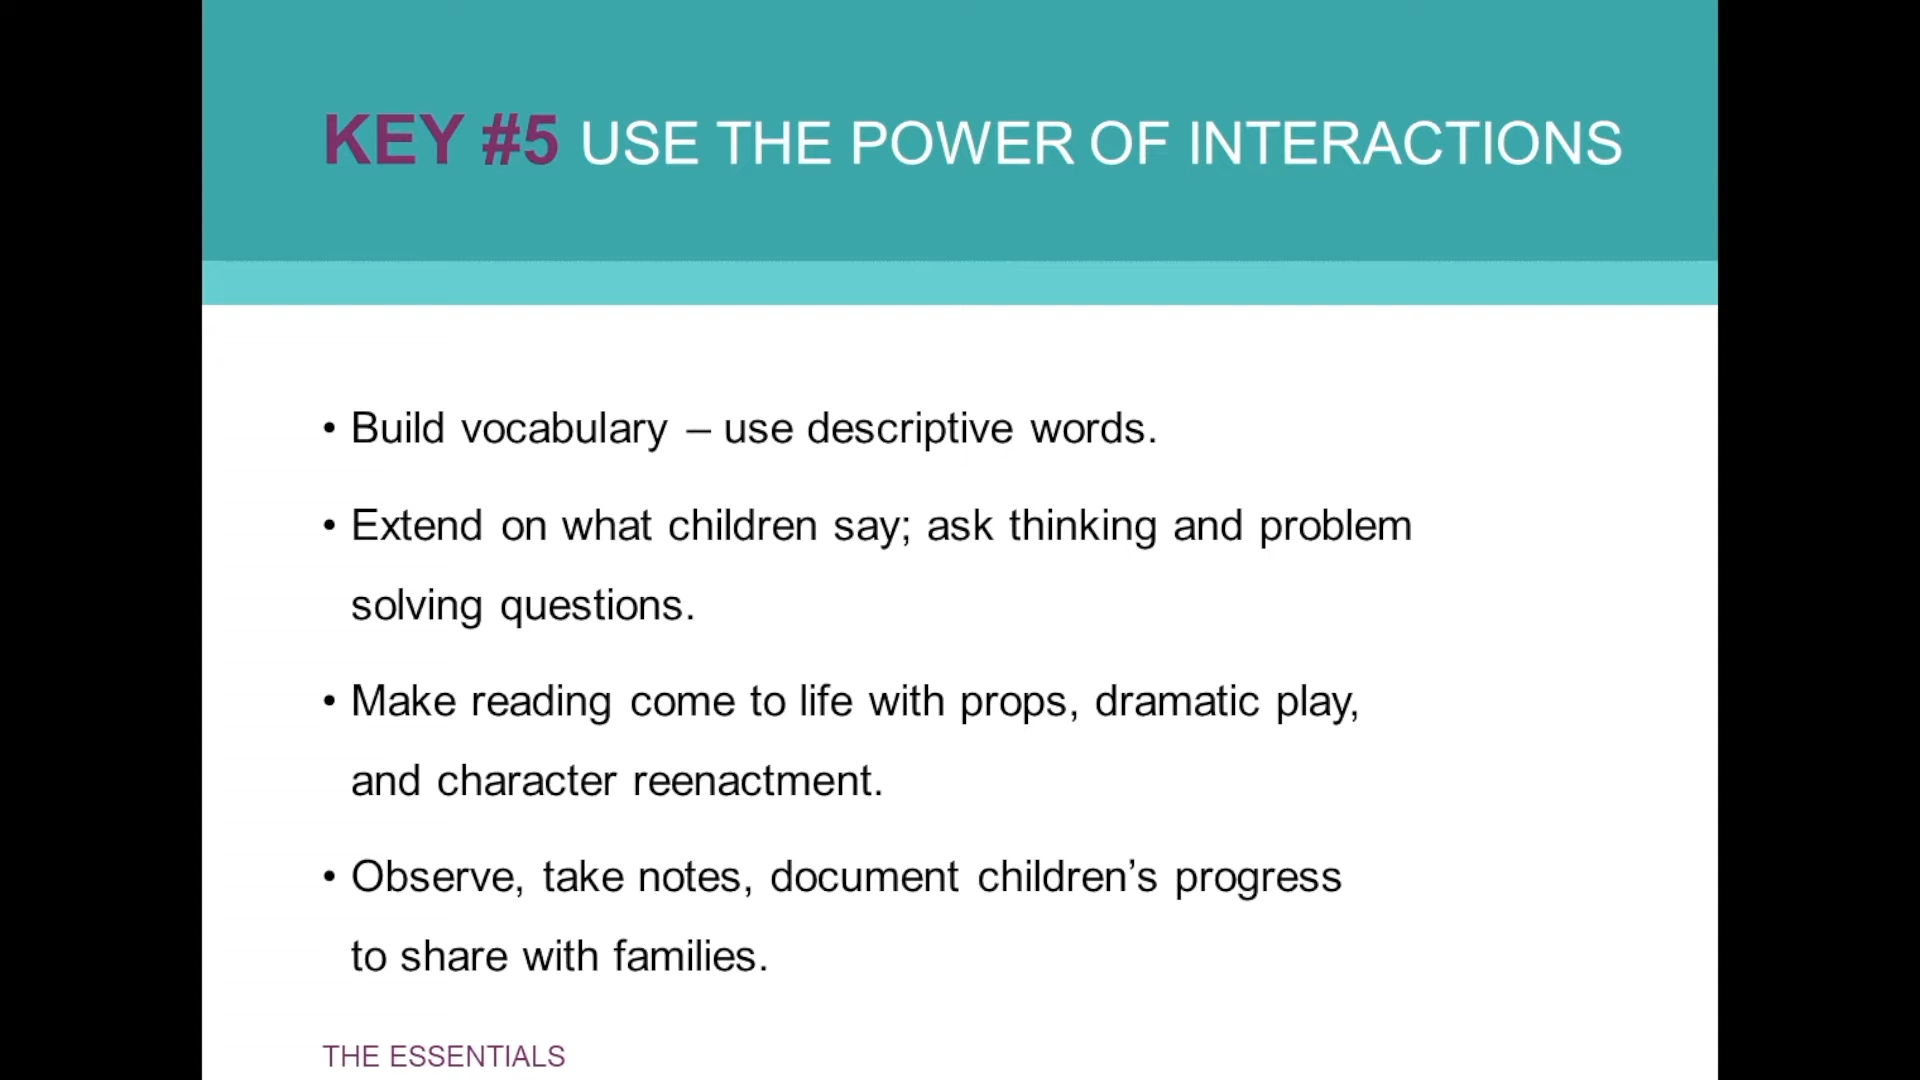 KEY #5 USE THE POWER OF INTERACTIONS
• Build vocabulary – use descriptive words.
• Extend on what children say; ask thinking and problem
solving questions.
• Make reading come to life with props, dramatic play,
and character reenactment.
• Observe, take notes, document children’s progress
to share with families.
THE ESSENTIALS